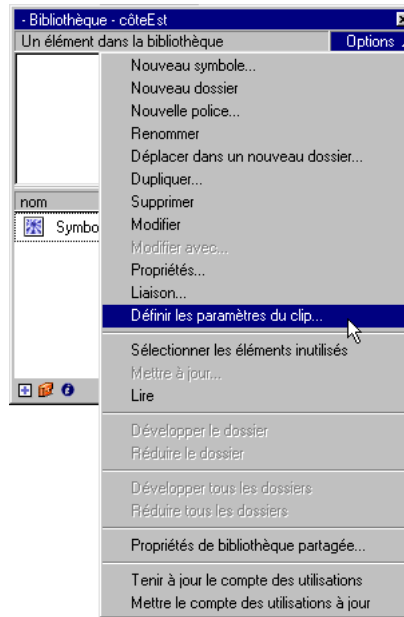 - Bibliothèque - côteEst
Un élément dans la bibliothèque
Options
Nouveau symbole...
Nouveau dossier
Nouvelle police...
Renommer
Déplacer dans un nouveau dossier...
Dupliquer...
Supprimer
nom
Modifier
Symbo
Modifier avec...
Propriétés...
Liaison...
Définir les paramètres du clip...
Sélectionner les éléments inutilisés
Mettre à jour...
Lire
Développer le dossier
Réduire le dossier
Développer tous les dossiers
Réduire tous les dossiers
Propriétés de bibliothèque partagée...
Tenir à jour le compte des utilisations
Mettre le compte des utilisations à jour